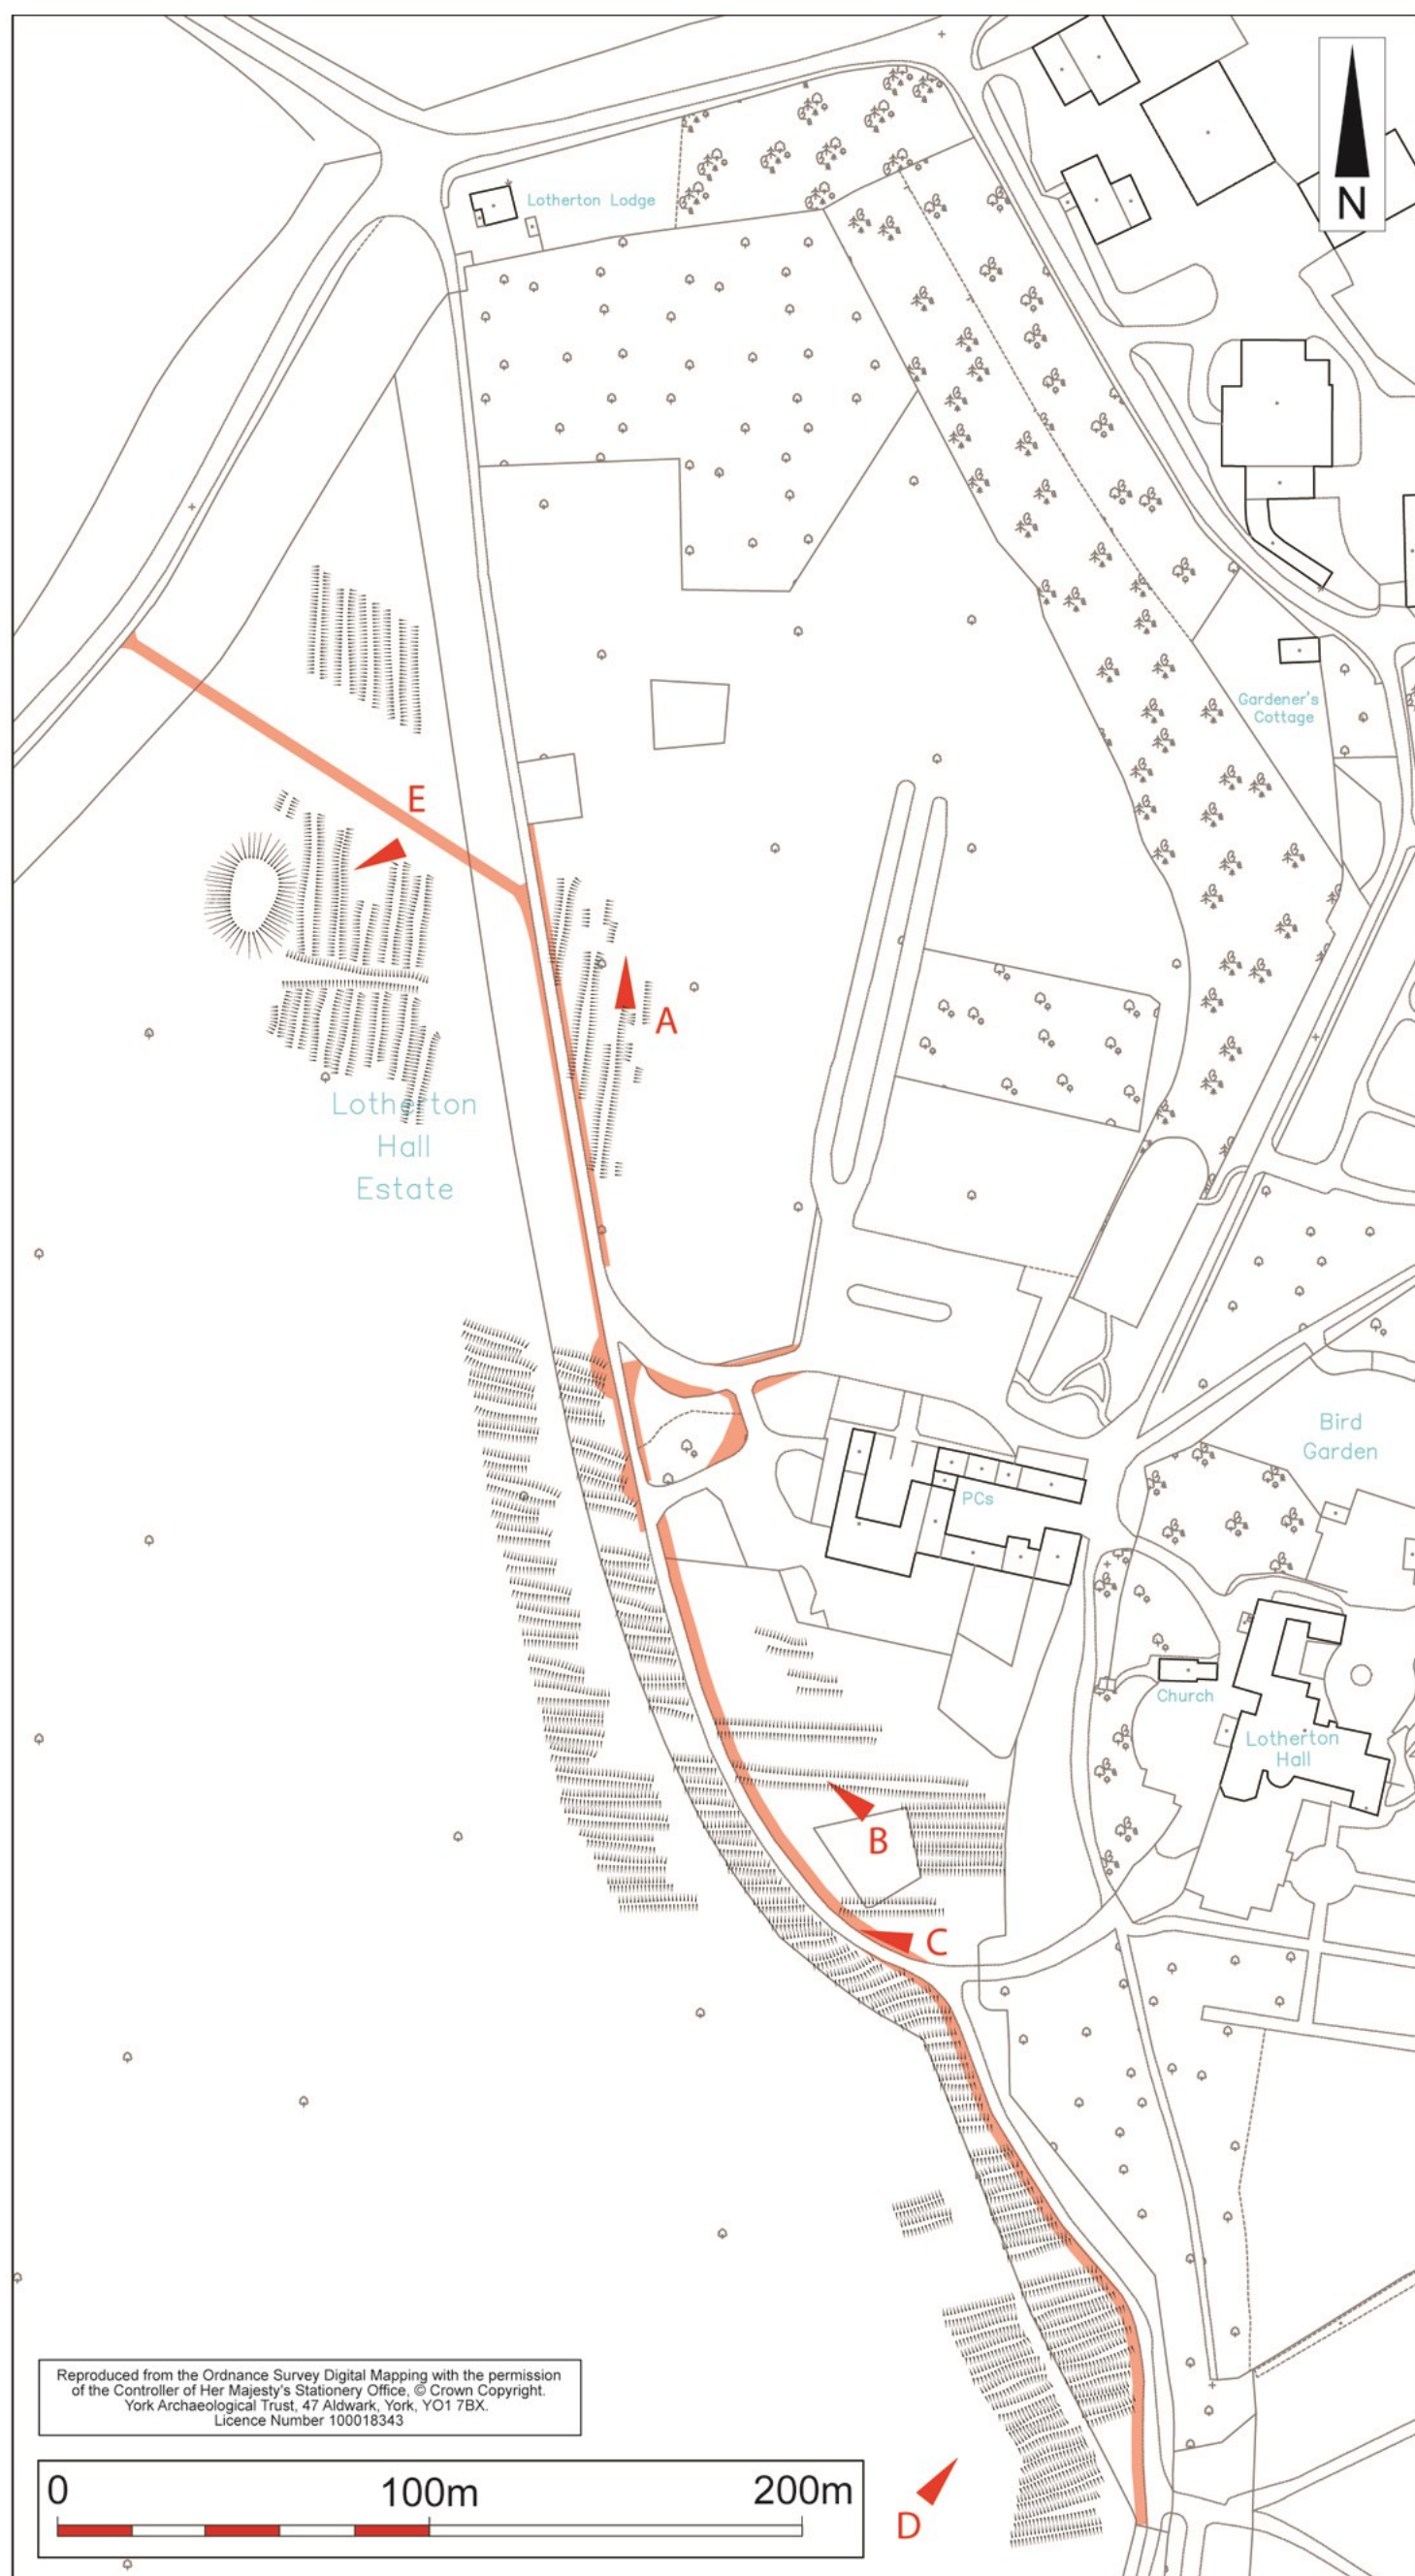 N
Lotherton Lodge
Gardener's
Cottage
E
A
Lotherton
Hall
Estate
Bird
Garden
PCs
Church
Lotherton
Hall
B
C
D
Reproduced from the Ordnance Survey Digital Mapping with the permission
of the Controller of Her Majesty's Stationery Office, © Crown Copyright.
York Archaeological Trust, 47 Aldwark, York, YO1 7BX.
Licence Number 100018343
0 100m 200m